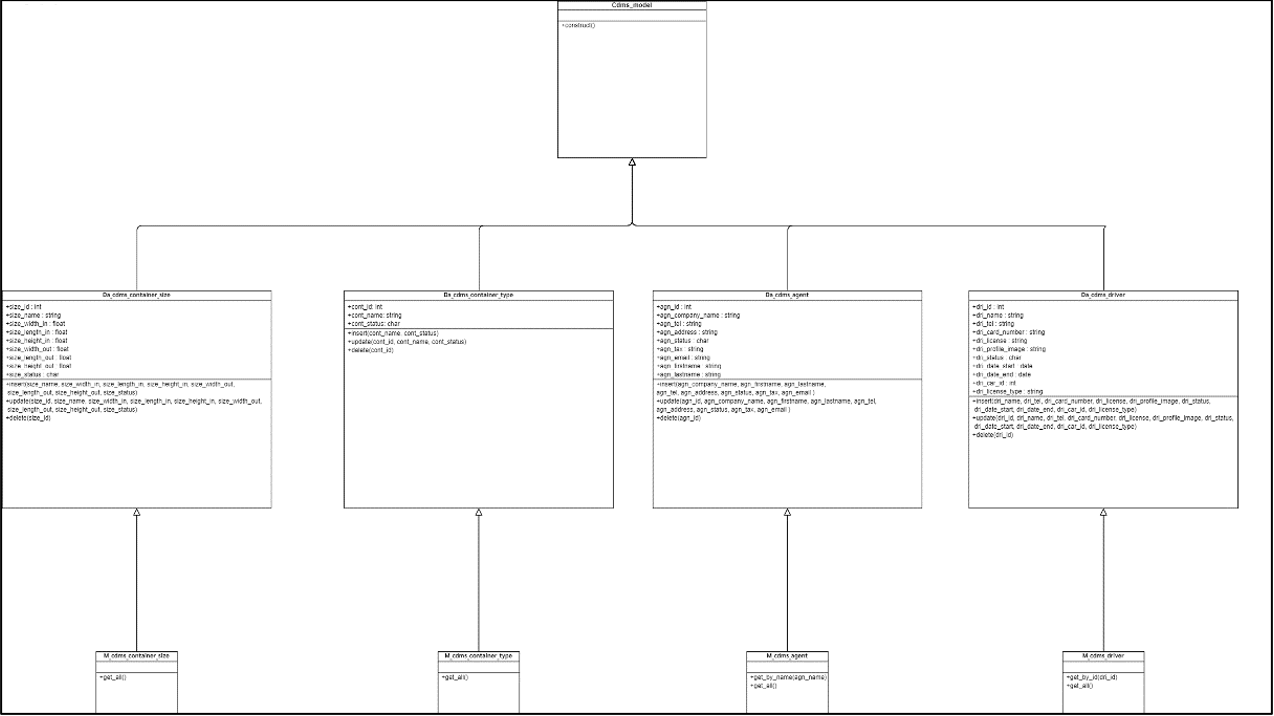 Cdms_model
+construct()
Da_cdms_container_size
+size_id : int
+size_name : string
+size_width_in : float
+size_length_in : float
+size_height_in : float
+size_width_out : float
+size_length_out : float
+size_height_out : float
+size_status : char
+insert(size_name, size_width_in, size_length_in, size_height_in, size_width_out,
size_length_out, size_height_out, size_status)
+update(size_id, size_name, size_width_in, size_length_in, size_height_in, size_width_out,
size_length_out, size_height_out, size_status)
+delete(size_id)
Da_cdms_container_type
+cont_id: int
+cont_name: string
+cont_status: char
+insert(cont_name, cont_status)
+update(cont_id, cont_name, cont_status)
+delete(cont_id)
Da_cdms_agent
+agn_id : int
+agn_company_name : string
+agn_tel : string
+agn_address : string
+agn_status : char
+agn_tax : string
+agn_email : string
+agn_firstname : string
+agn_lastname : string
+insert(agn_company_name, agn_firstname, agn_lastname,
agn_tel, agn_address, agn_status, agn_tax, agn_email )
+update(agn_id, agn_company_name, agn_firstname, agn_lastname, agn_tel,
agn_address, agn_status, agn_tax, agn_email )
+delete(agn_id)
Da_cdms_driver
+dri_id : int
+dri_name : string
+dri_tel : string
+dri_card_number : string
+dri_license : string
+dri_profile_image : string
+dri_status : char
+dri_date_start : date
+dri_date_end : date
+dri_car_id : int
+dri_license_type : string
+insert(dri_name, dri_tel, dri_card_number, dri_license, dri_profile_image, dri_status,
dri_date_start, dri_date_end, dri_car_id, dri_license_type)
+update(dri_id, dri_name, dri_tel, dri_card_number, dri_license, dri_profile_image, dri_status,
dri_date_start, dri_date_end, dri_car_id, dri_license_type)
+delete(dri_id)
M_cdms_container_size
+get_all()
M_cdms_container_type
+get_all()
M_cdms_agent
+get_by_name(agn_name)
+get_all()
M_cdms_driver
+get_by_id(dri_id)
+get_all()